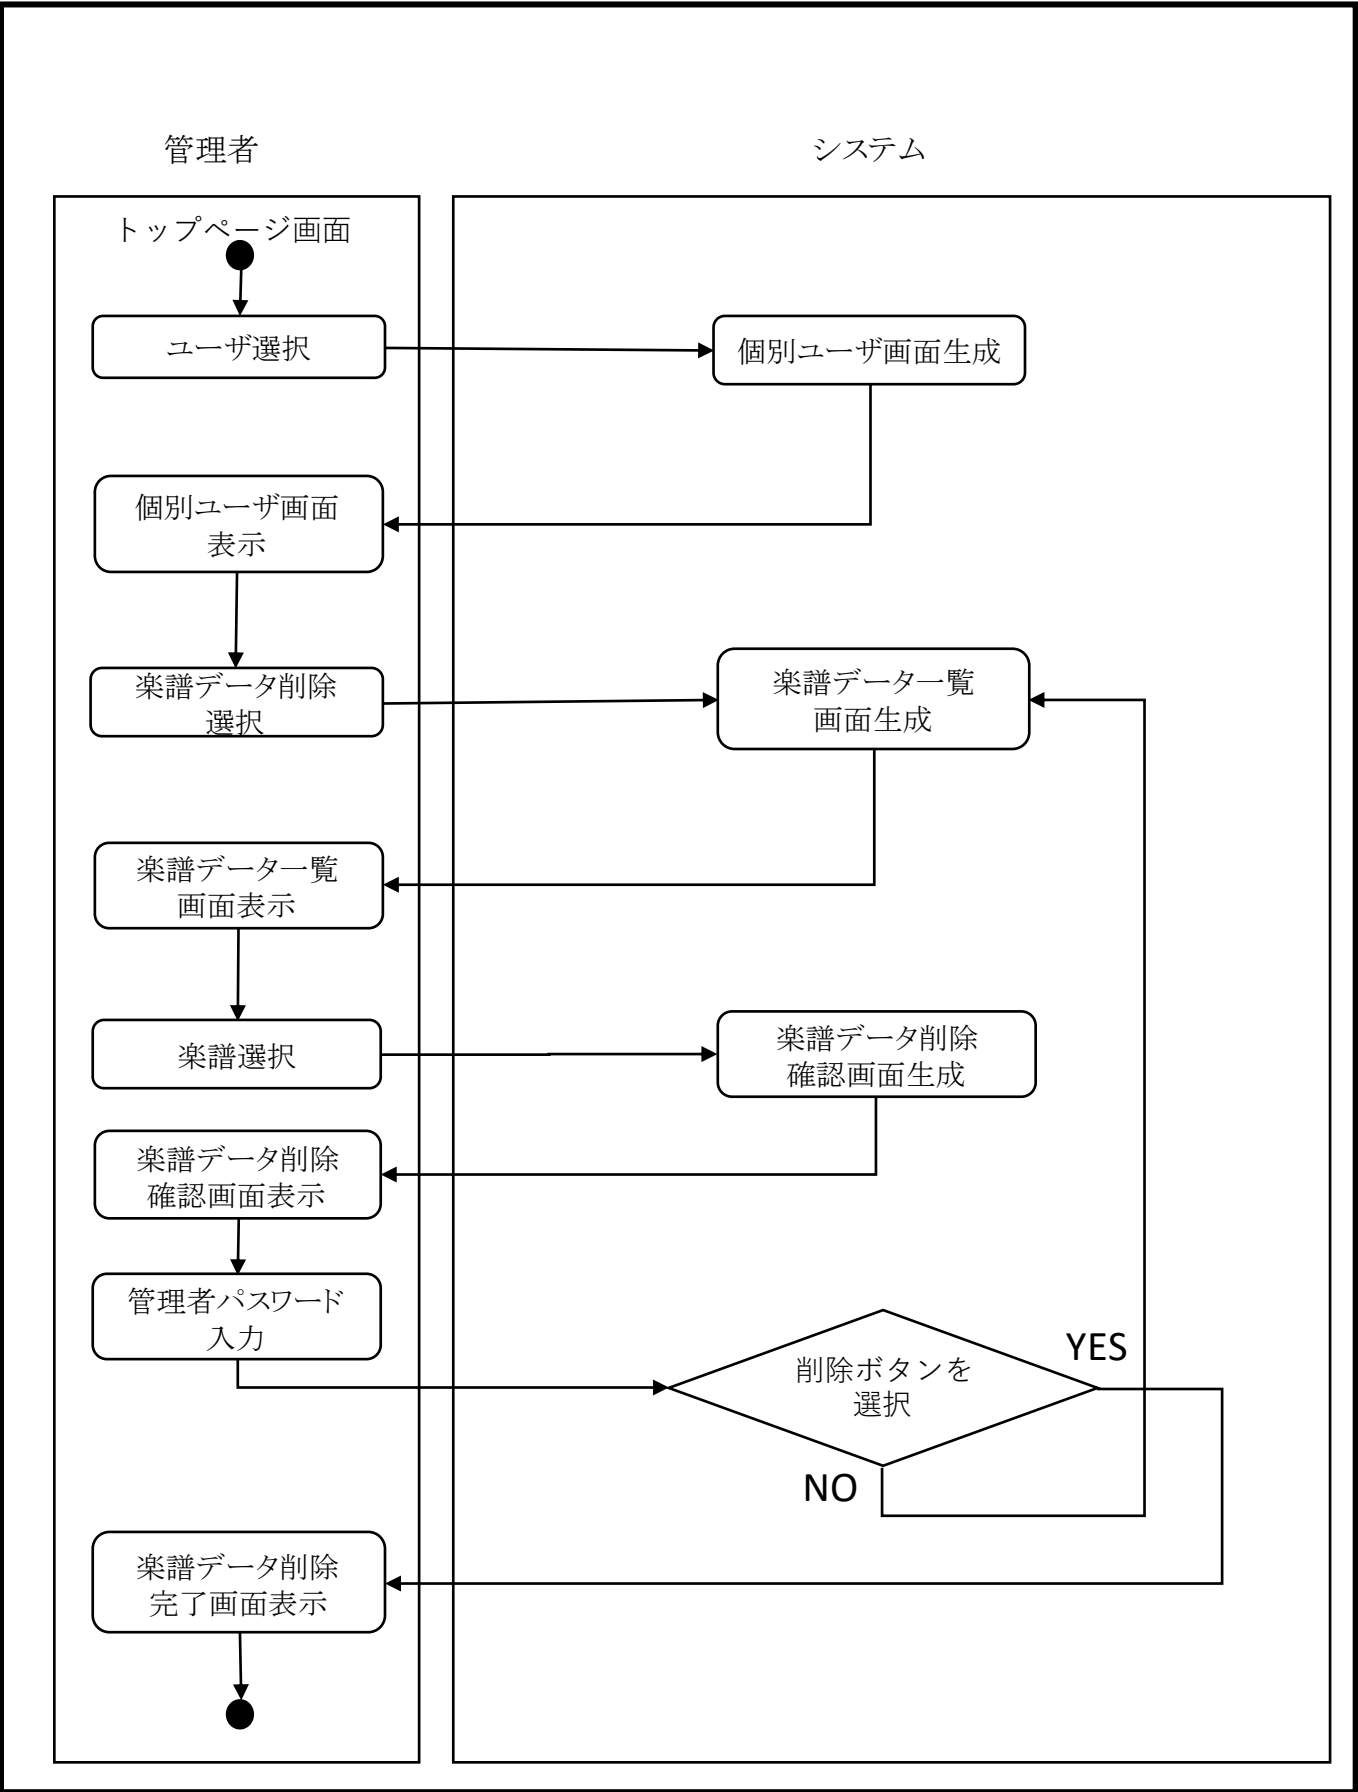 管理者
システム
トップページ画面
ユーザ選択
個別ユーザ画面生成
個別ユーザ画面
表示
楽譜データ削除
選択
楽譜データ一覧
画面生成
楽譜データ一覧
画面表示
楽譜選択
楽譜データ削除
確認画面生成
楽譜データ削除
確認画面表示
管理者パスワード
入力
削除ボタンを
選択
YES
NO
楽譜データ削除
完了画面表示